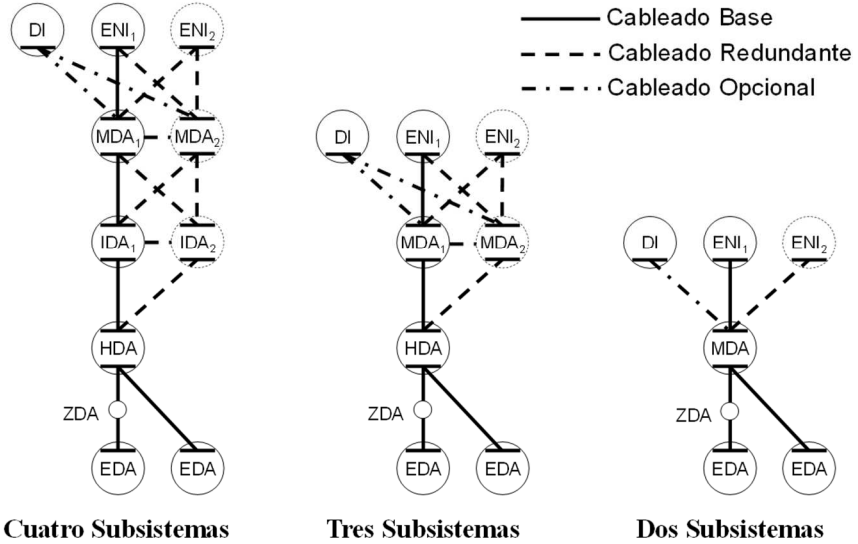 DI ENI1 ENI2
Cableado Base
Cableado Redundante
Cableado Opcional
MDA1 MDA2
DI ENI1 ENI2
IDA1 IDA2
MDA1 MDA2
DI ENI1 ENI2
HDA
HDA
MDA
ZDA
ZDA
ZDA
EDA EDA
EDA EDA
EDA EDA
Cuatro Subsistemas
Tres Subsistemas
Dos Subsistemas